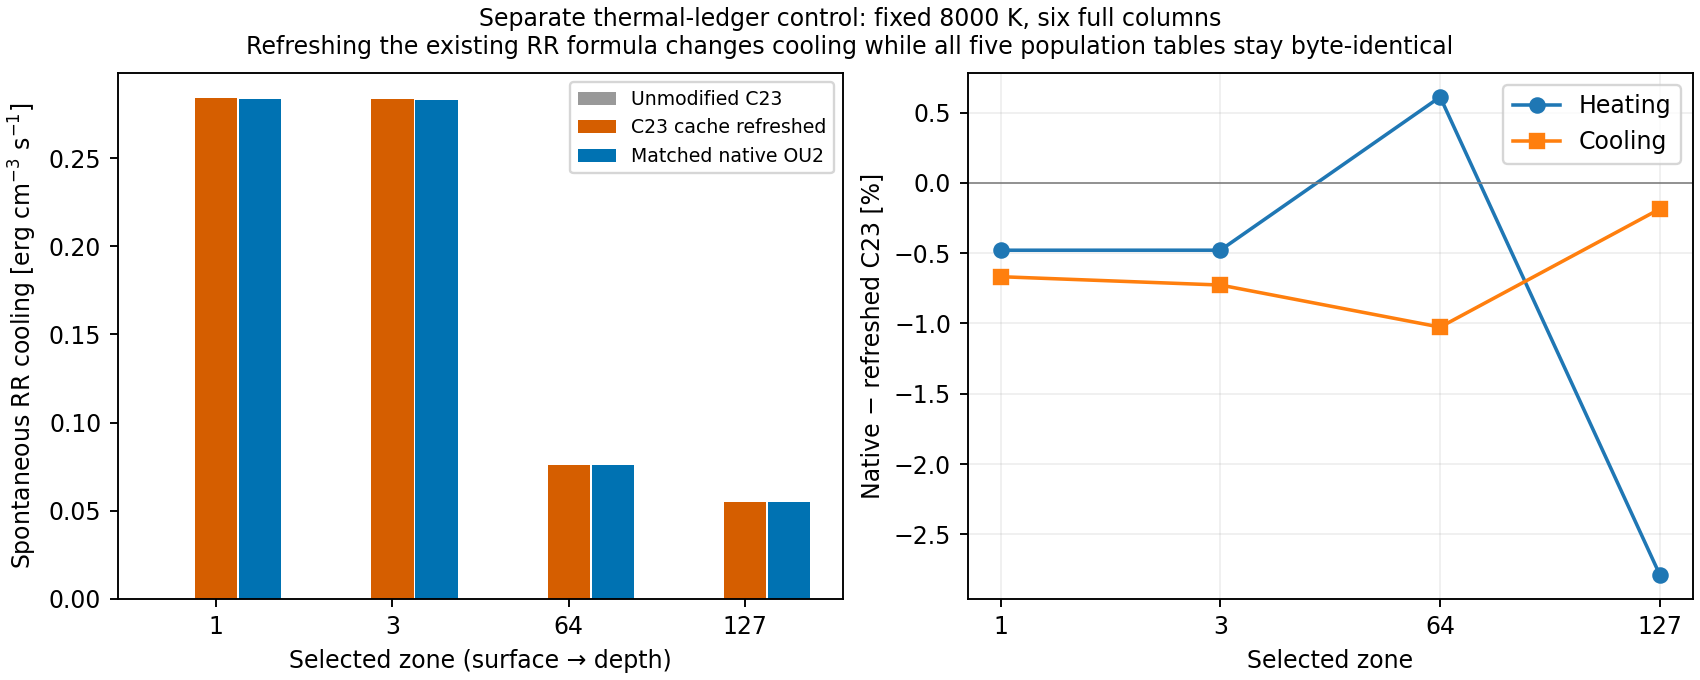 Separate thermal-ledger control: fixed 8000 K, six full columns
Refreshing the existing RR formula changes cooling while all five population tables stay byte-identical
Spontaneous RR cooling [erg cm⁻³ s⁻¹]
0.25
0.20
0.15
0.10
0.05
0.00
Unmodified C23
C23 cache refreshed
Matched native OU2
1
3
64
127
Selected zone (surface → depth)
Native − refreshed C23 [%]
0.5
0.0
−0.5
−1.0
−1.5
−2.0
−2.5
Heating
Cooling
1
3
64
127
Selected zone